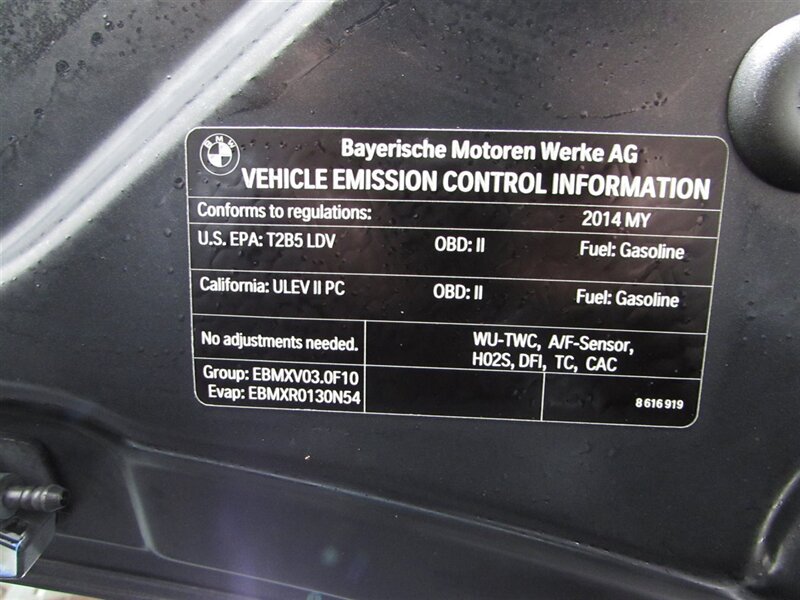 BMW
Bayerische Motoren Werke AG
VEHICLE EMISSION CONTROL INFORMATION
Conforms to regulations: 2014 MY
U.S. EPA: T2B5 LDV OBD: II Fuel: Gasoline
California: ULEV II PC OBD: II Fuel: Gasoline
No adjustments needed.
WU-TWC, A/F-Sensor,
H02S, DFI, TC, CAC
Group: EBMXV03.0F10
Evap: EBMXR0130N54
8 616 919